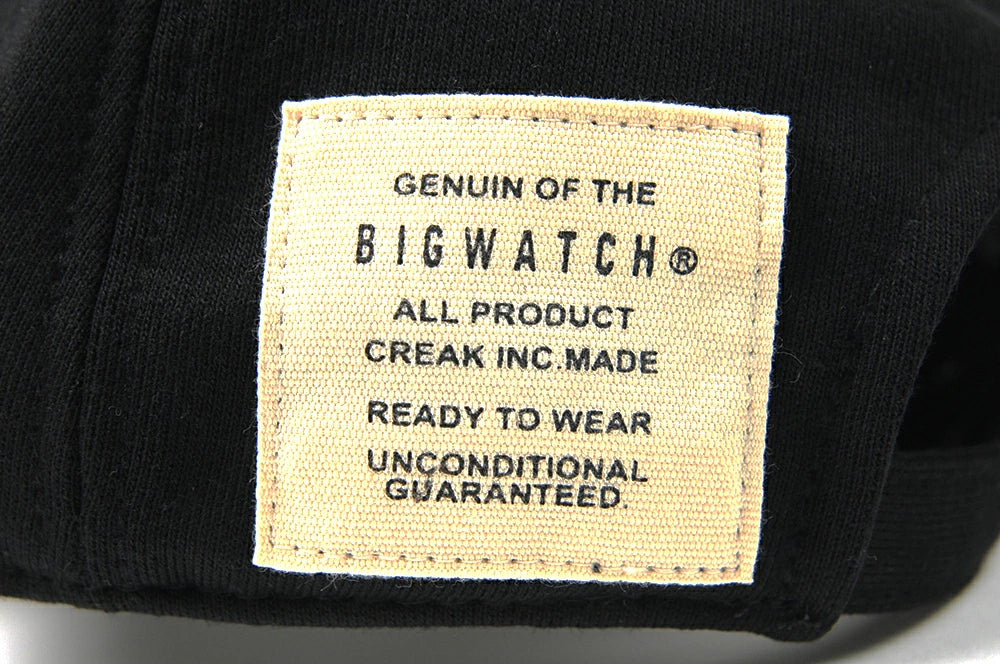 GENUIN OF THE
BIGWATCH®
ALL PRODUCT
CREAK INC.MADE
READY TO WEAR
UNCONDITIONAL
GUARANTEED.